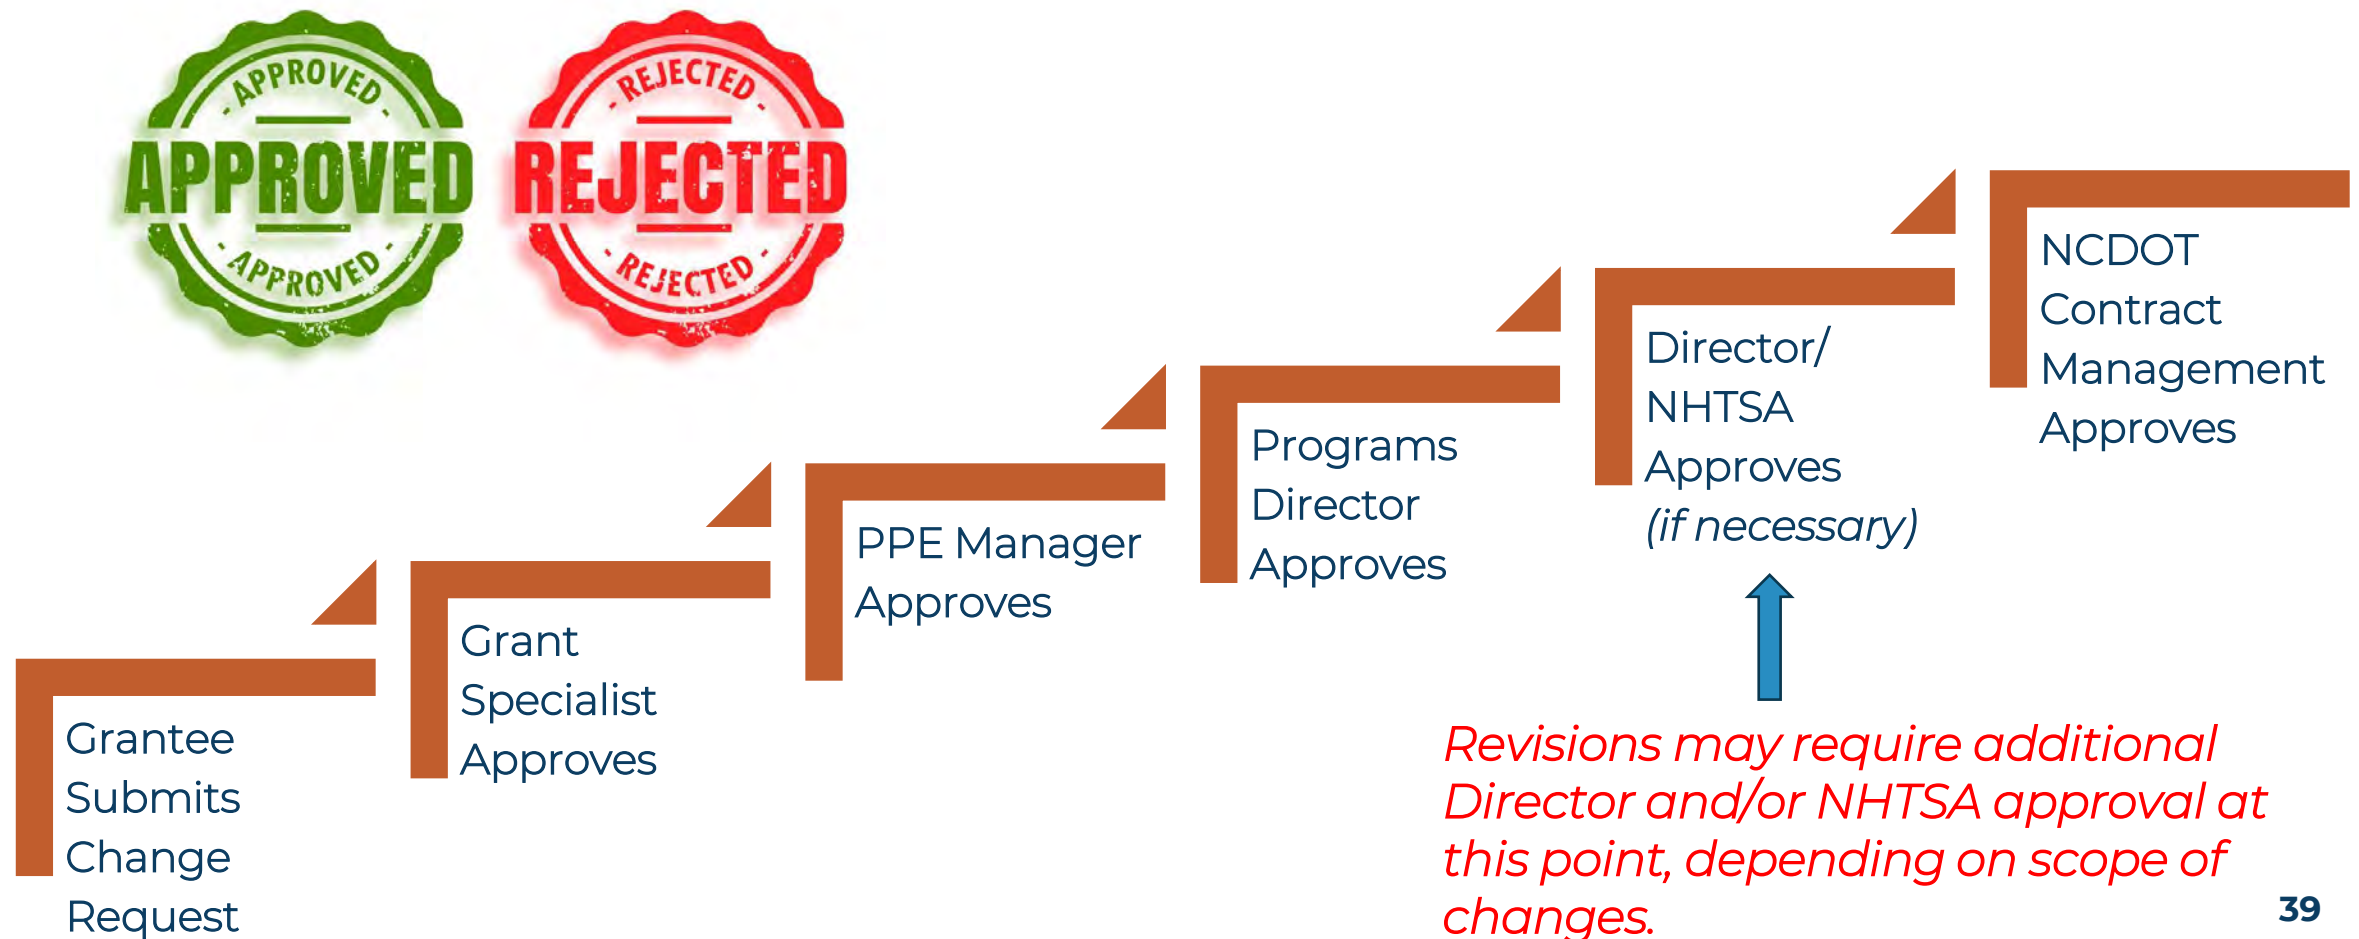 - APPROVED -
APPROVED
- APPROVED -
- REJECTED -
REJECTED
- REJECTED -
Grantee
Submits
Change
Request
Grant
Specialist
Approves
PPE Manager
Approves
Programs
Director
Approves
Director/
NHTSA
Approves
(if necessary)
NCDOT
Contract
Management
Approves
Revisions may require additional
Director and/or NHTSA approval at
this point, depending on scope of
changes.
39